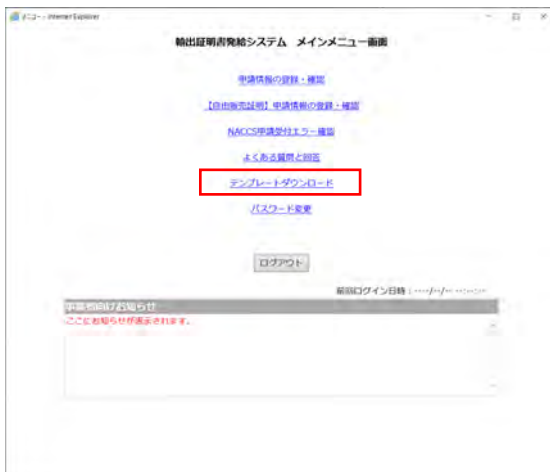 メニュー - Internet Explorer
輸出証明書発給システム　メインメニュー画面
申請情報の登録・確認
【自由販売証明】申請情報の登録・確認
NACCS申請受付エラー確認
よくある質問と回答
テンプレートダウンロード
パスワード変更
ログアウト
前回ログイン日時：----/--/-- --:--:--
事業者向けお知らせ
ここにお知らせが表示されます。